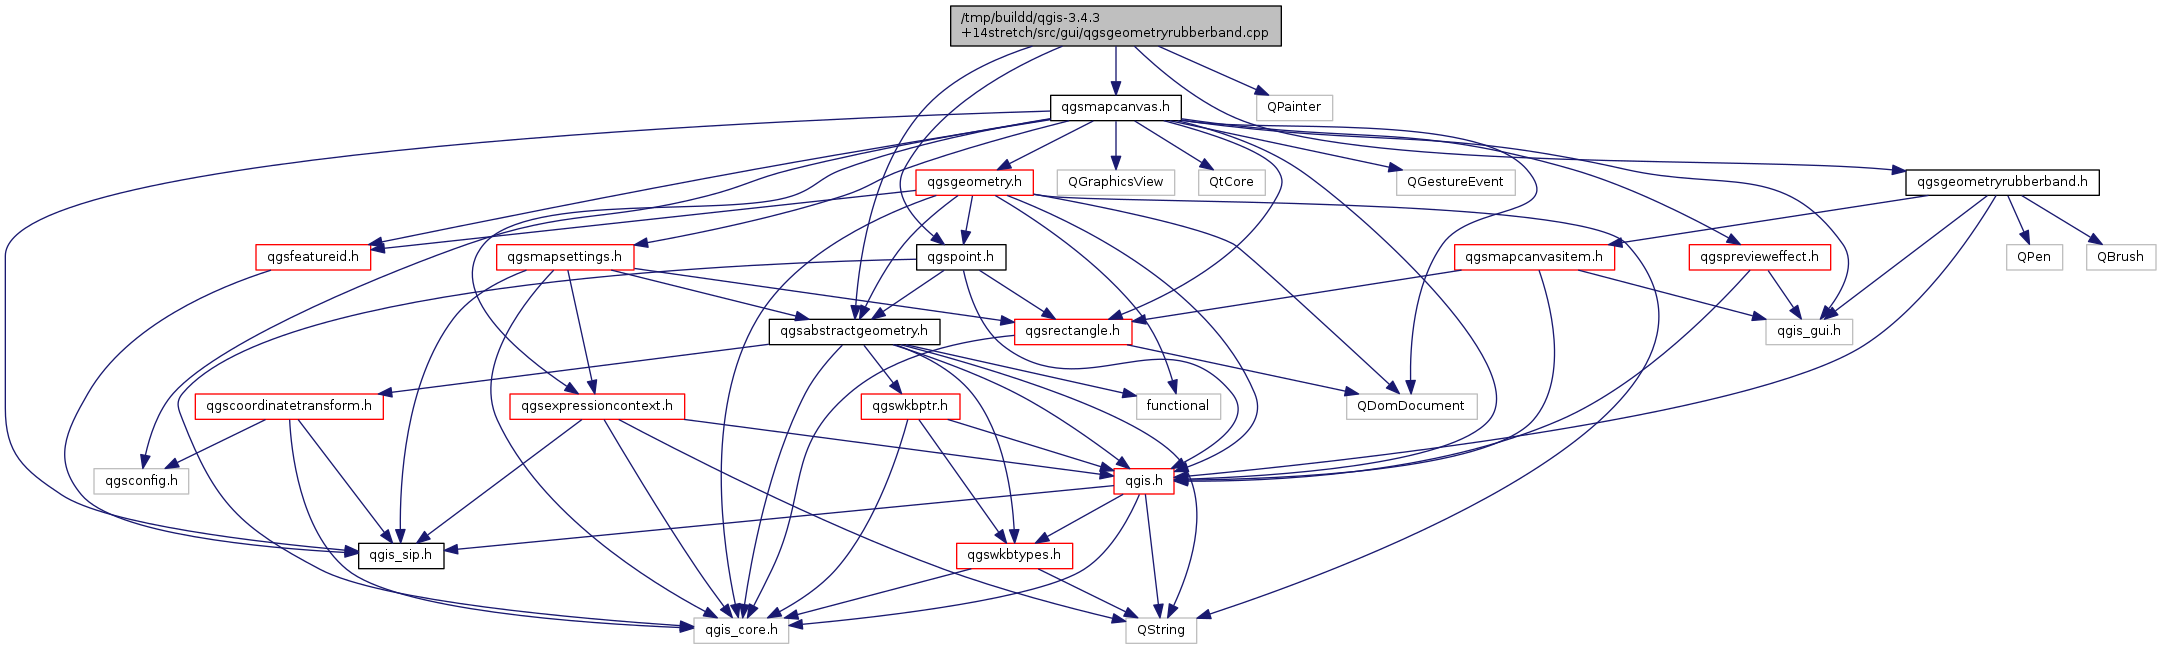 /tmp/buildd/qgis-3.4.3
+14stretch/src/gui/qgsgeometryrubberband.cpp
qgsmapcanvas.h
QPainter
qgsgeometry.h
QGraphicsView
QtCore
QGestureEvent
qgsgeometryrubberband.h
qgsfeatureid.h
qgsmapsettings.h
qgspoint.h
qgsmapcanvasitem.h
qgsprevieweffect.h
QPen
QBrush
qgsabstractgeometry.h
qgsrectangle.h
qgis_gui.h
qgscoordinatetransform.h
qgsexpressioncontext.h
qgswkbptr.h
functional
QDomDocument
qgsconfig.h
qgis.h
qgis_sip.h
qgswkbtypes.h
qgis_core.h
QString